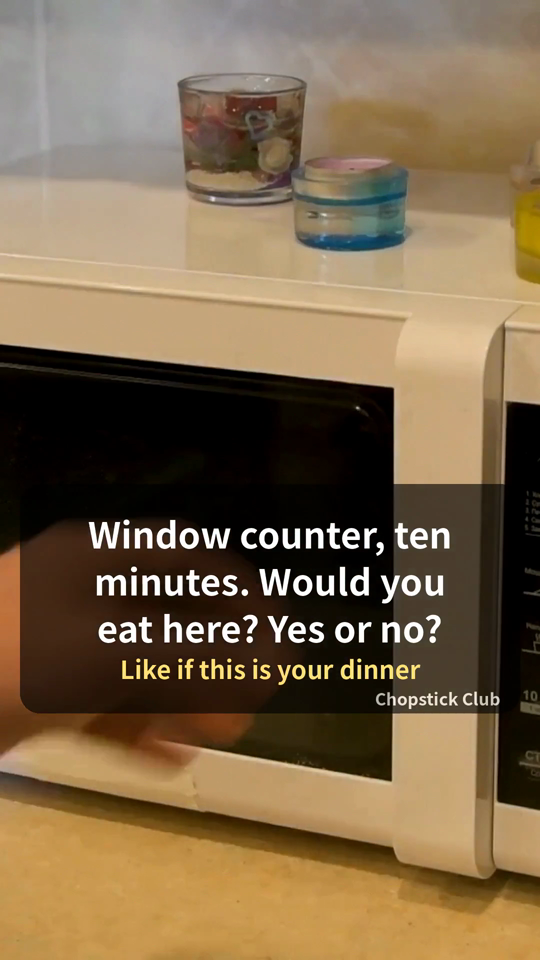 Window counter, ten
minutes. Would you
eat here? Yes or no?
Like if this is your dinner
Chopstick Club
10